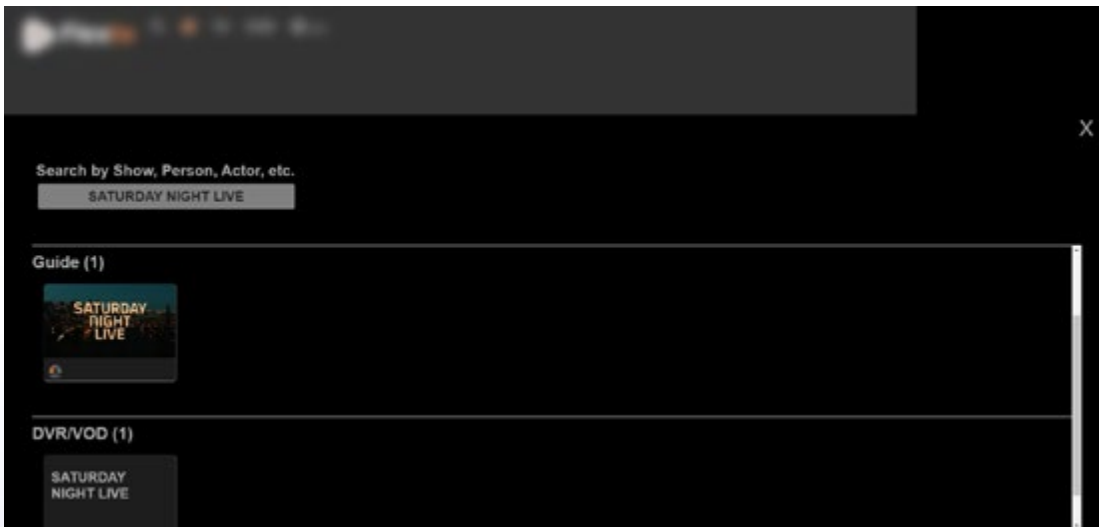 X
Search by Show, Person, Actor, etc.
SATURDAY NIGHT LIVE
Guide (1)
SATURDAY
NIGHT
LIVE
DVR/VOD (1)
SATURDAY
NIGHT LIVE